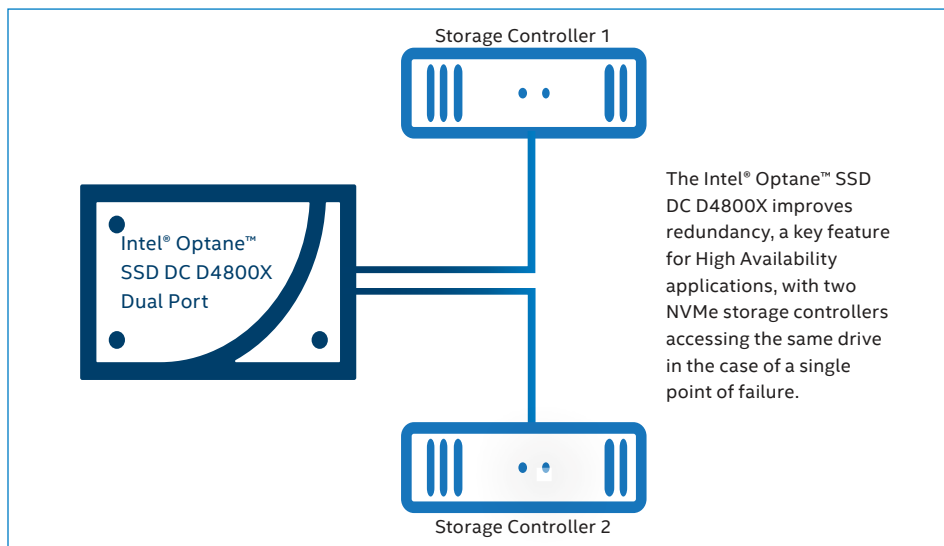 Storage Controller 1
Intel® Optane™
SSD DC D4800X
Dual Port
The Intel® Optane™ SSD
DC D4800X improves
redundancy, a key feature
for High Availability
applications, with two
NVMe storage controllers
accessing the same drive
in the case of a single
point of failure.
Storage Controller 2